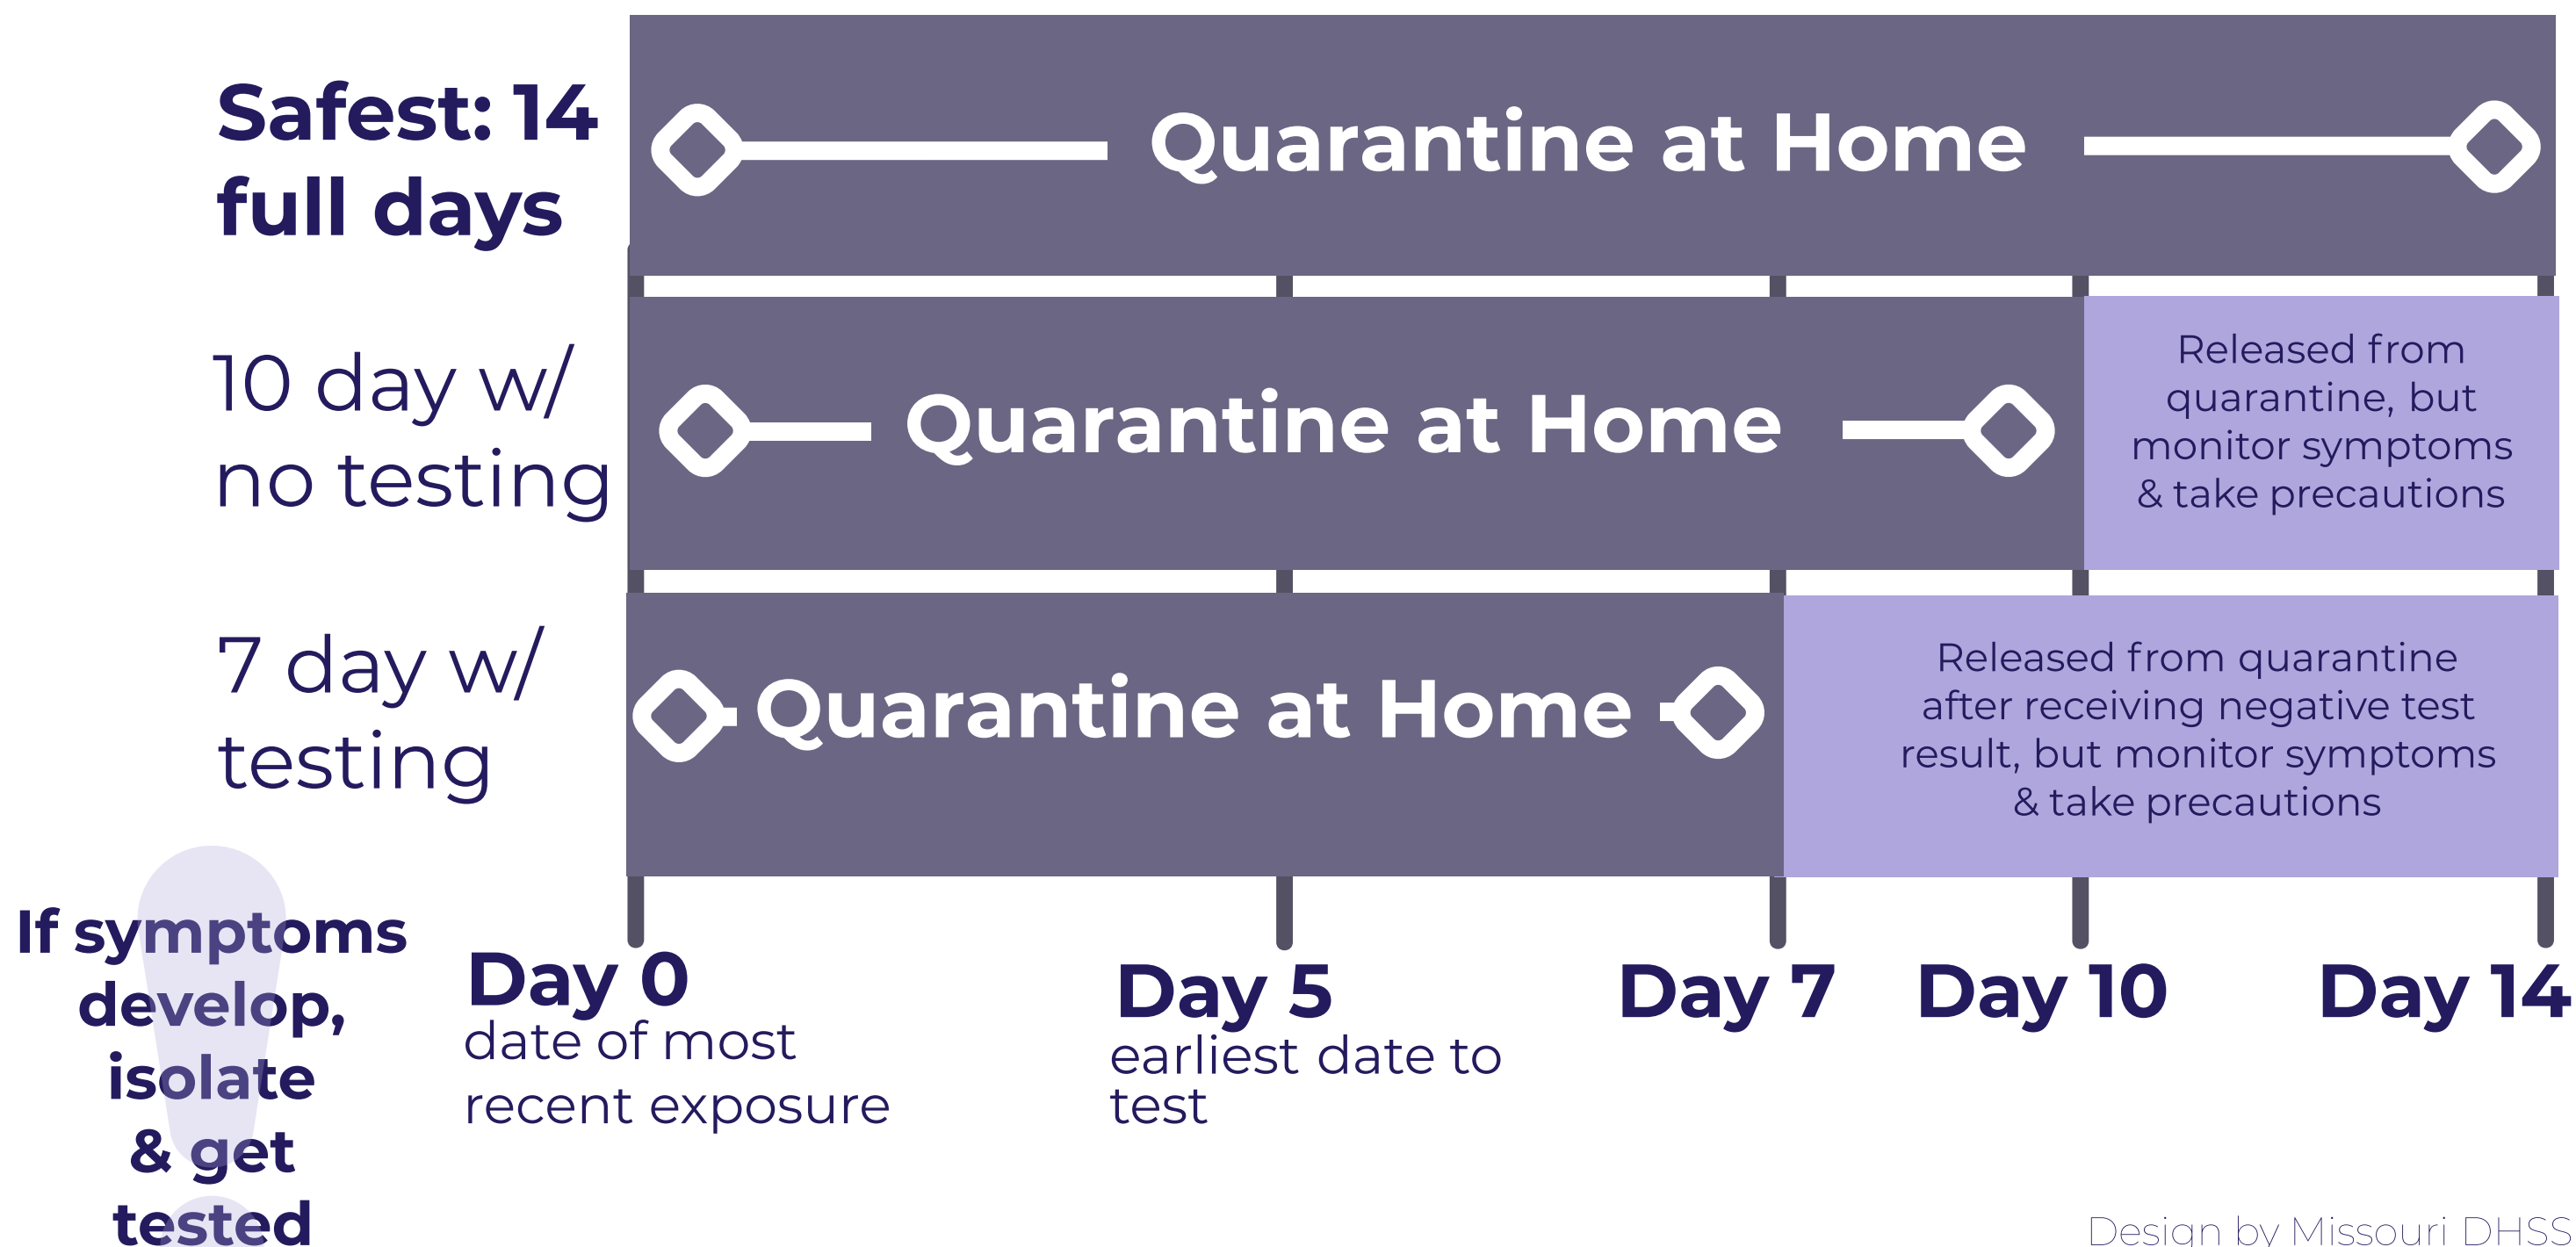 Safest: 14
full days
Quarantine at Home
10 day w/
no testing
Quarantine at Home
Released from
quarantine, but
monitor symptoms
& take precautions
7 day w/
testing
Quarantine at Home
Released from quarantine
after receiving negative test
result, but monitor symptoms
& take precautions
If symptoms
develop,
isolate
& get
tested
Day 0
date of most
recent exposure
Day 5
earliest date to
test
Day 7
Day 10
Day 14
Design by Missouri DHSS